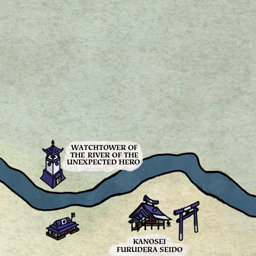 WATCHTOWER OF
THE RIVER OF THE
UNEXPECTED HERO
KANOSEI
FURUDERA SEIDO